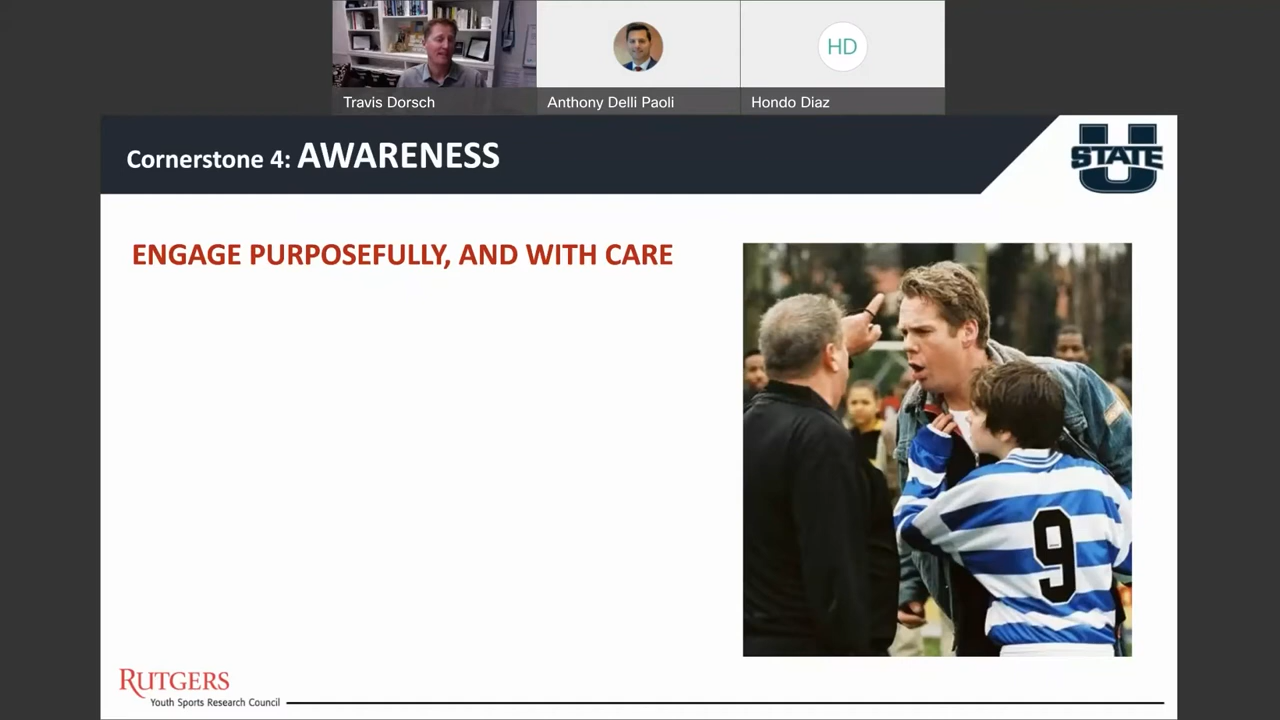 HD
Travis Dorsch
Anthony Delli Paoli
Hondo Diaz
Cornerstone 4: AWARENESS
U
STATE
ENGAGE PURPOSEFULLY, AND WITH CARE
9
RUTGERS
Youth Sports Research Council